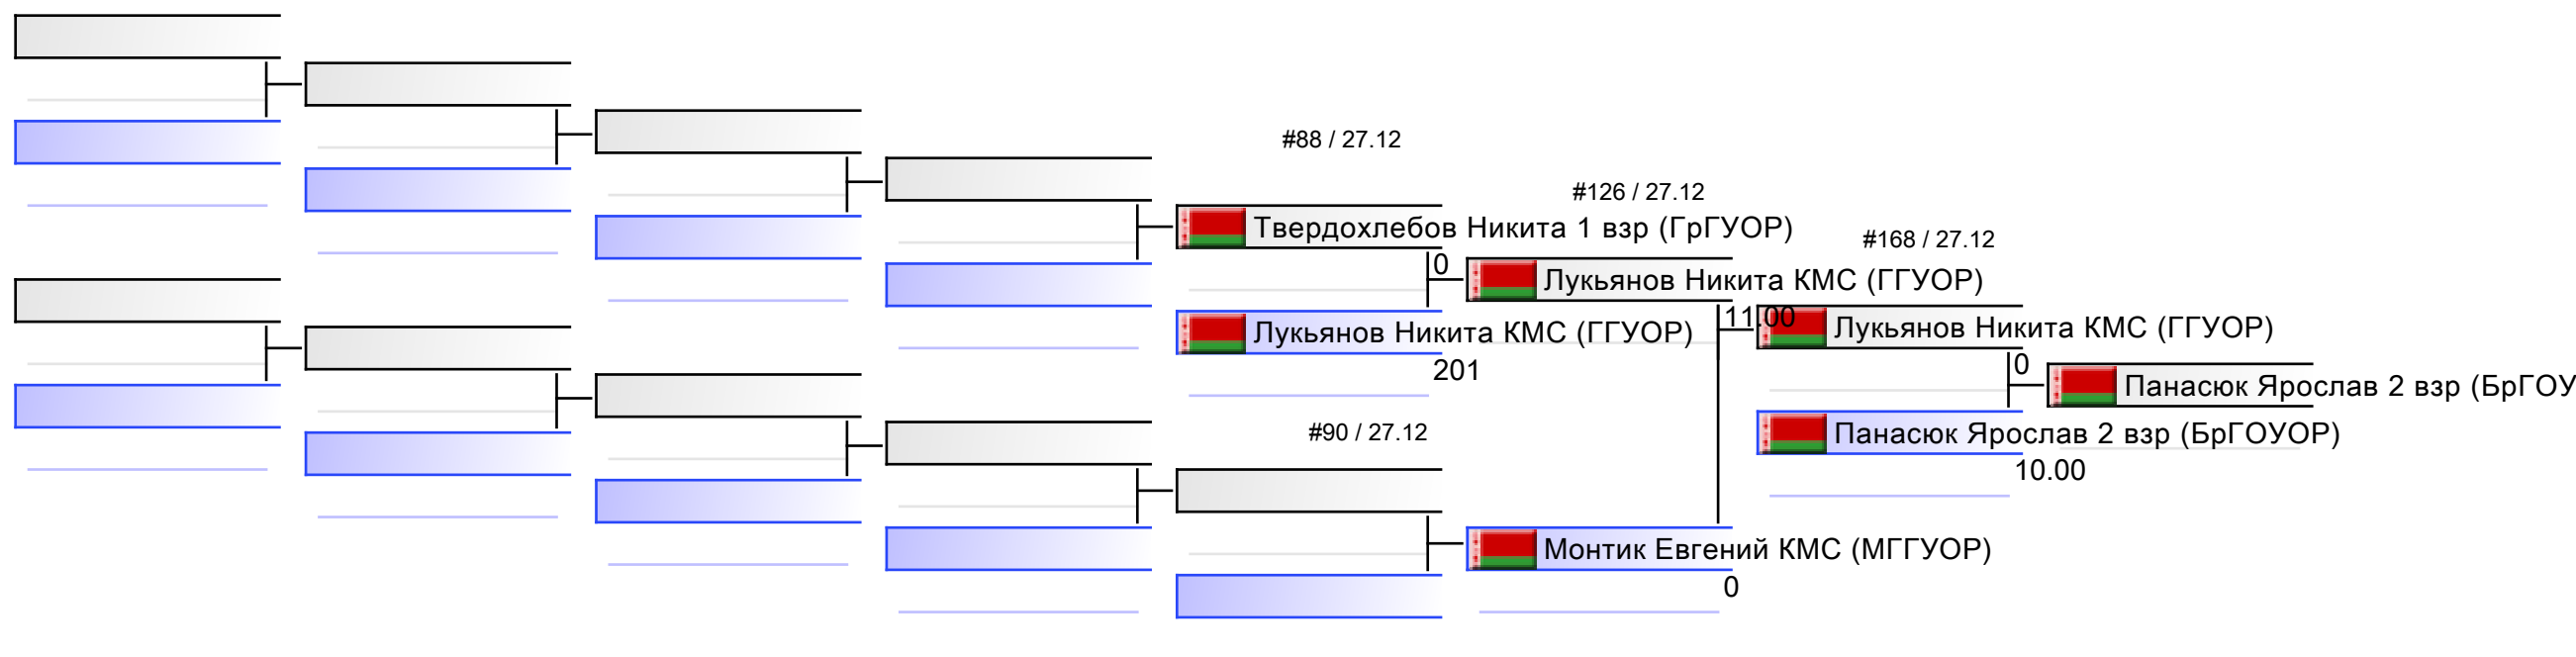 #88 / 27.12
#126 / 27.12
Твердохлебов Никита 1 взр (ГрГУОР)
#168 / 27.12
0
Лукьянов Никита КМС (ГГУОР)
11.00
Лукьянов Никита КМС (ГГУОР)
Лукьянов Никита КМС (ГГУОР)
201
0
Панасюк Ярослав 2 взр (БрГОУ
#90 / 27.12
Панасюк Ярослав 2 взр (БрГОУОР)
10.00
Монтик Евгений КМС (МГГУОР)
0